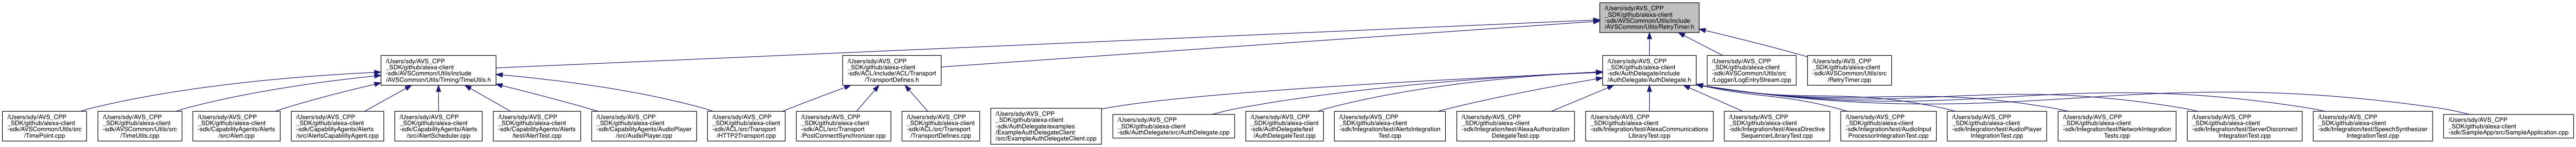 /Users/sdy/AVS_CPP
_SDK/github/alexa-client
-sdk/AVSCommon/Utils/include
/AVSCommon/Utils/RetryTimer.h
/Users/sdy/AVS_CPP
_SDK/github/alexa-client
-sdk/AVSCommon/Utils/include
/AVSCommon/Utils/Timing/TimeUtils.h
/Users/sdy/AVS_CPP
_SDK/github/alexa-client
-sdk/ACL/include/ACL/Transport
/TransportDefines.h
/Users/sdy/AVS_CPP
_SDK/github/alexa-client
-sdk/AuthDelegate/include
/AuthDelegate/AuthDelegate.h
/Users/sdy/AVS_CPP
_SDK/github/alexa-client
-sdk/AVSCommon/Utils/src
/Logger/LogEntryStream.cpp
/Users/sdy/AVS_CPP
_SDK/github/alexa-client
-sdk/AVSCommon/Utils/src
/RetryTimer.cpp
/Users/sdy/AVS_CPP
_SDK/github/alexa-client
-sdk/AVSCommon/Utils/src
/TimePoint.cpp
/Users/sdy/AVS_CPP
_SDK/github/alexa-client
-sdk/AVSCommon/Utils/src
/TimeUtils.cpp
/Users/sdy/AVS_CPP
_SDK/github/alexa-client
-sdk/CapabilityAgents/Alerts
/src/Alert.cpp
/Users/sdy/AVS_CPP
_SDK/github/alexa-client
-sdk/CapabilityAgents/Alerts
/src/AlertsCapabilityAgent.cpp
/Users/sdy/AVS_CPP
_SDK/github/alexa-client
-sdk/CapabilityAgents/Alerts
/src/AlertScheduler.cpp
/Users/sdy/AVS_CPP
_SDK/github/alexa-client
-sdk/CapabilityAgents/Alerts
/test/AlertTest.cpp
/Users/sdy/AVS_CPP
_SDK/github/alexa-client
-sdk/CapabilityAgents/AudioPlayer
/src/AudioPlayer.cpp
/Users/sdy/AVS_CPP
_SDK/github/alexa-client
-sdk/ACL/src/Transport
/HTTP2Transport.cpp
/Users/sdy/AVS_CPP
_SDK/github/alexa-client
-sdk/ACL/src/Transport
/PostConnectSynchronizer.cpp
/Users/sdy/AVS_CPP
_SDK/github/alexa-client
-sdk/ACL/src/Transport
/TransportDefines.cpp
/Users/sdy/AVS_CPP
_SDK/github/alexa-client
-sdk/AuthDelegate/examples
/ExampleAuthDelegateClient
/src/ExampleAuthDelegateClient.cpp
/Users/sdy/AVS_CPP
_SDK/github/alexa-client
-sdk/AuthDelegate/src/AuthDelegate.cpp
/Users/sdy/AVS_CPP
_SDK/github/alexa-client
-sdk/AuthDelegate/test
/AuthDelegateTest.cpp
/Users/sdy/AVS_CPP
_SDK/github/alexa-client
-sdk/Integration/test/AlertsIntegration
Test.cpp
/Users/sdy/AVS_CPP
_SDK/github/alexa-client
-sdk/Integration/test/AlexaAuthorization
DelegateTest.cpp
/Users/sdy/AVS_CPP
_SDK/github/alexa-client
-sdk/Integration/test/AlexaCommunications
LibraryTest.cpp
/Users/sdy/AVS_CPP
_SDK/github/alexa-client
-sdk/Integration/test/AlexaDirective
SequencerLibraryTest.cpp
/Users/sdy/AVS_CPP
_SDK/github/alexa-client
-sdk/Integration/test/AudioInput
ProcessorIntegrationTest.cpp
/Users/sdy/AVS_CPP
_SDK/github/alexa-client
-sdk/Integration/test/AudioPlayer
IntegrationTest.cpp
/Users/sdy/AVS_CPP
_SDK/github/alexa-client
-sdk/Integration/test/NetworkIntegration
Tests.cpp
/Users/sdy/AVS_CPP
_SDK/github/alexa-client
-sdk/Integration/test/ServerDisconnect
IntegrationTest.cpp
/Users/sdy/AVS_CPP
_SDK/github/alexa-client
-sdk/Integration/test/SpeechSynthesizer
IntegrationTest.cpp
/Users/sdy/AVS_CPP
_SDK/github/alexa-client
-sdk/SampleApp/src/SampleApplication.cpp